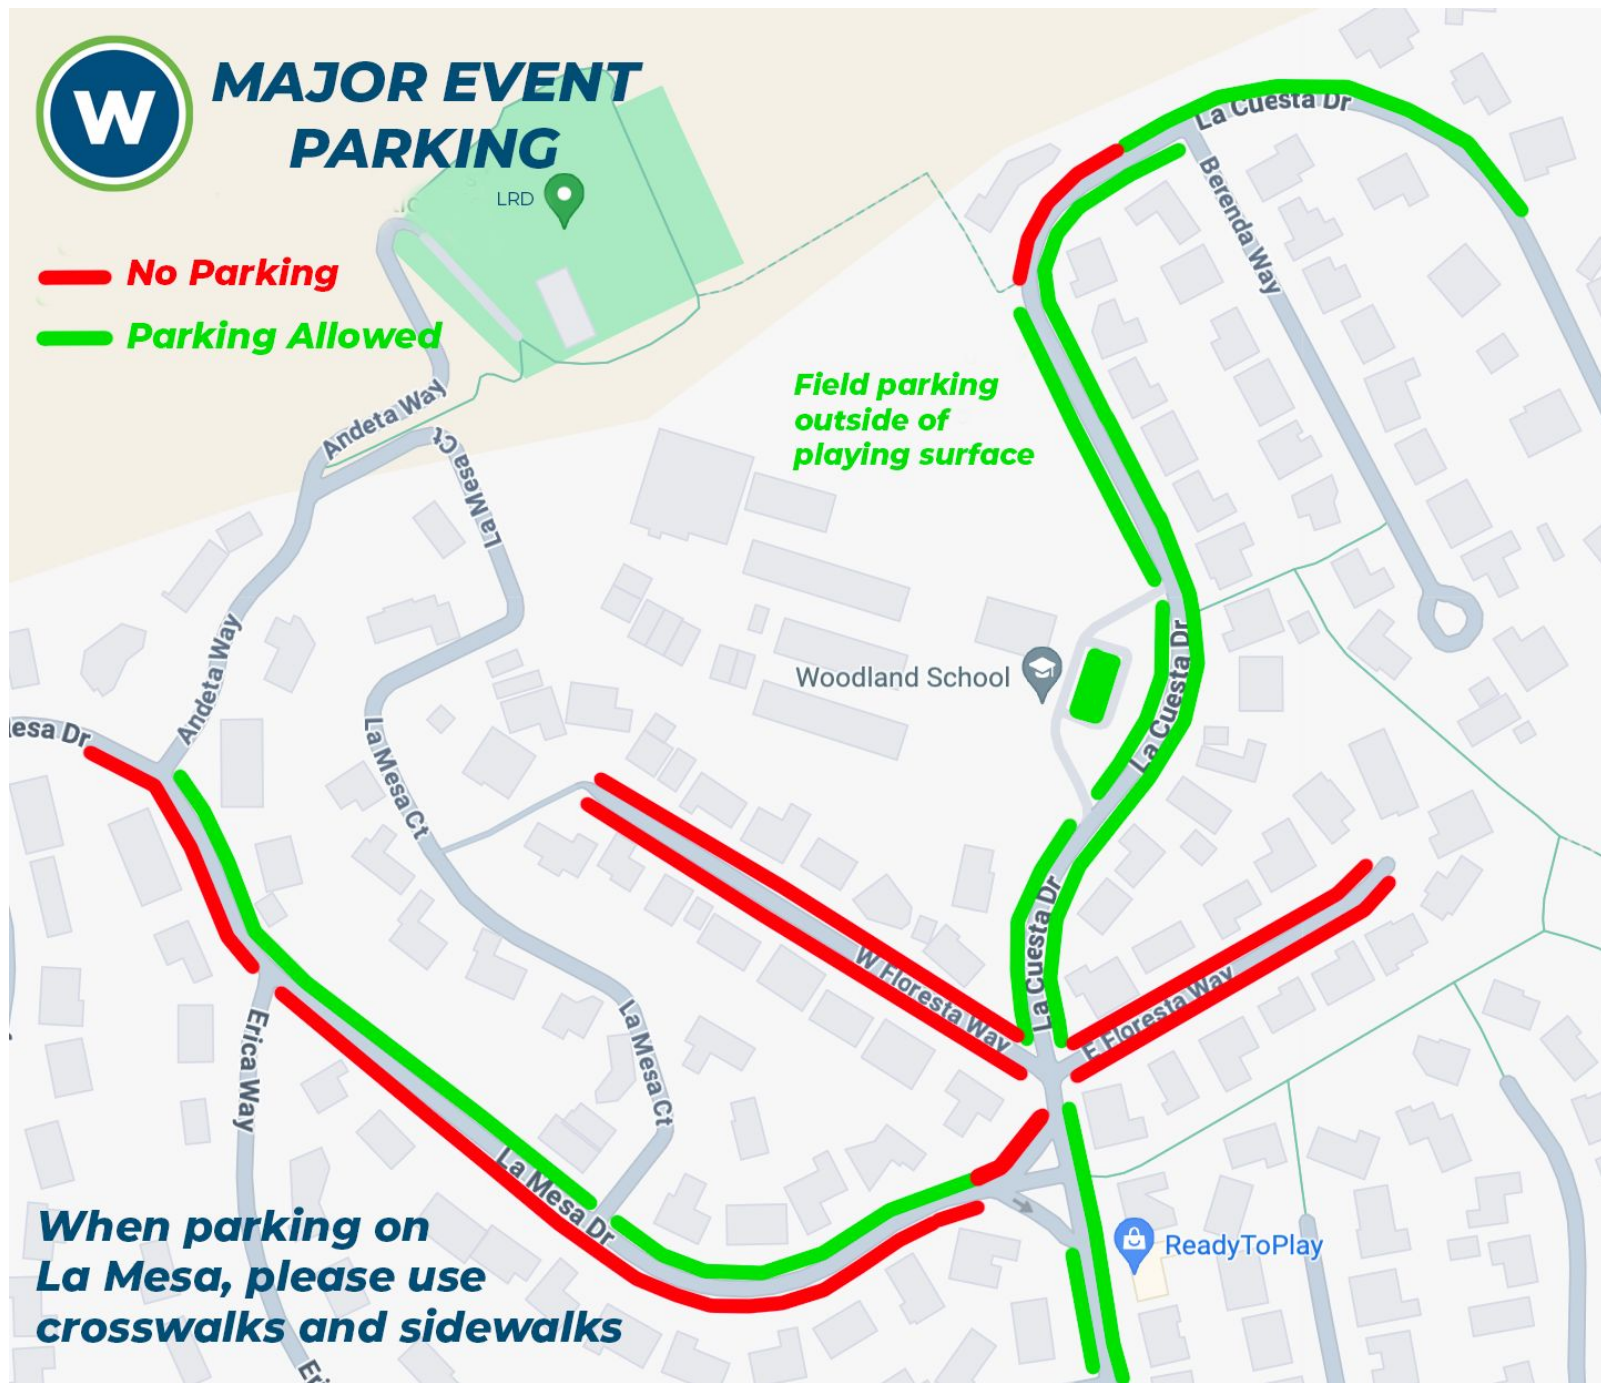 W
MAJOR EVENT
PARKING
LRD
No Parking
Parking Allowed
Field parking
outside of
playing surface
La Cuesta Dr
Berenda Way
Andeta Way
La Mesa Ct
Andeta Way
esa Dr
La Mesa Ct
Woodland School
La Cuesta Dr
La Cuesta Dr
W Floresta Way
E Floresta Way
Erica Way
La Mesa Ct
La Mesa Dr
ReadyToPlay
When parking on
La Mesa, please use
crosswalks and sidewalks